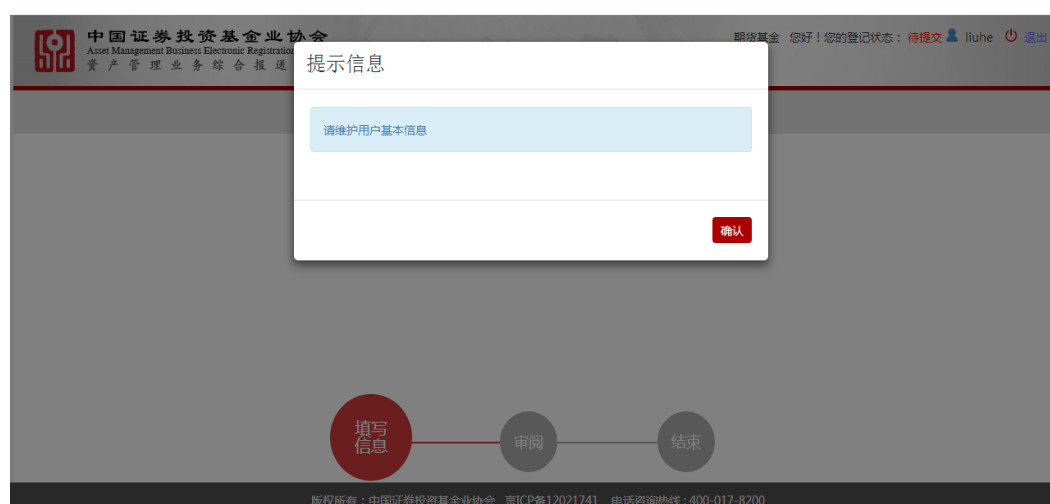 中国证券投资基金业协会
Asset Management Business Electronic Registration
资产管理业务综合报送
期货基金 您好！您的登记状态：待提交 liuhe 退出
提示信息
请维护用户基本信息
确认
填写
信息
审阅
结束
版权所有：中国证券投资基金业协会 京ICP备12021741 电话咨询热线：400-017-8200